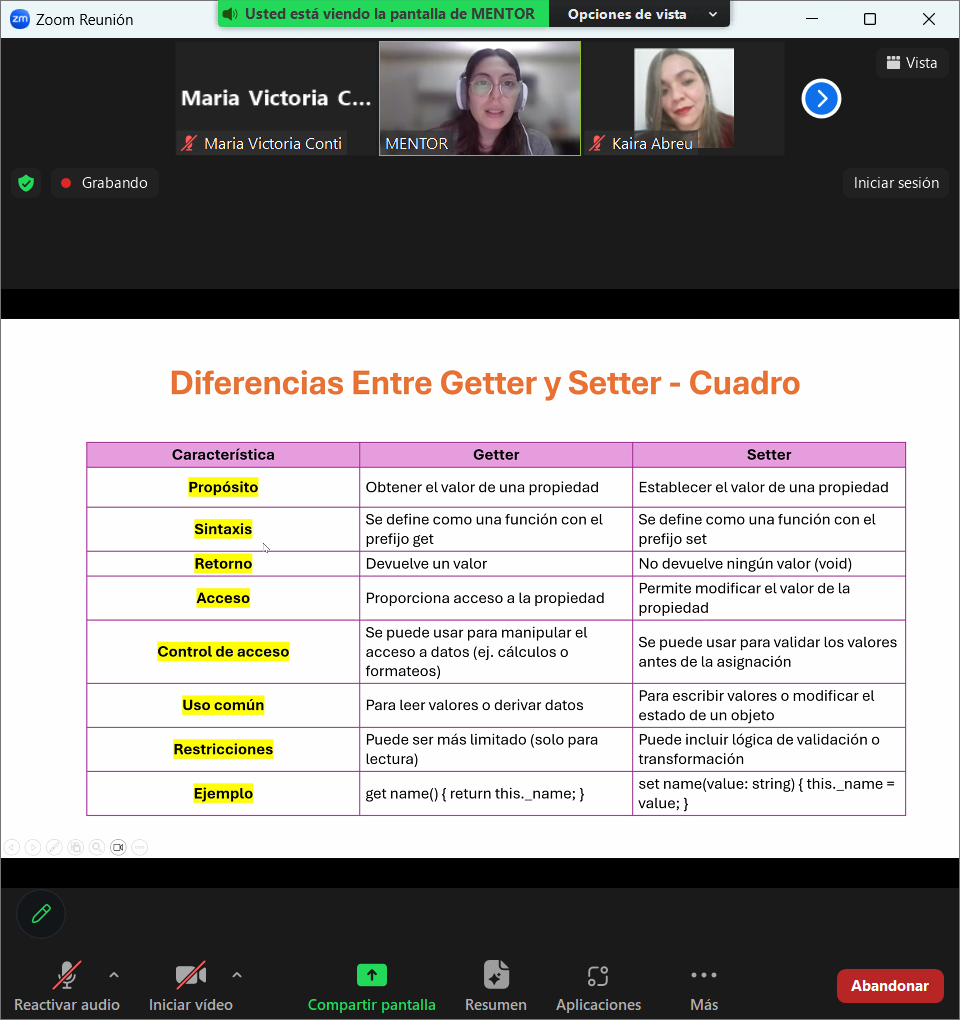 Zoom Reunión
Usted está viendo la pantalla de MENTOR
Opciones de vista
Maria Victoria C...
Maria Victoria Conti
MENTOR
Kaira Abreu
Vista
Grabando
Iniciar sesión
Diferencias Entre Getter y Setter - Cuadro
Característica
Getter
Setter
Propósito
Obtener el valor de una propiedad
Establecer el valor de una propiedad
Sintaxis
Se define como una función con el
prefijo get
Se define como una función con el
prefijo set
Retorno
Devuelve un valor
No devuelve ningún valor (void)
Acceso
Proporciona acceso a la propiedad
Permite modificar el valor de la
propiedad
Control de acceso
Se puede usar para manipular el
acceso a datos (ej. cálculos o
formateos)
Se puede usar para validar los valores
antes de la asignación
Uso común
Para leer valores o derivar datos
Para escribir valores o modificar el
estado de un objeto
Restricciones
Puede ser más limitado (solo para
lectura)
Puede incluir lógica de validación o
transformación
Ejemplo
get name() { return this._name; }
set name(value: string) { this._name =
value; }
Reactivar audio
Iniciar vídeo
Compartir pantalla
Resumen
Aplicaciones
Más
Abandonar